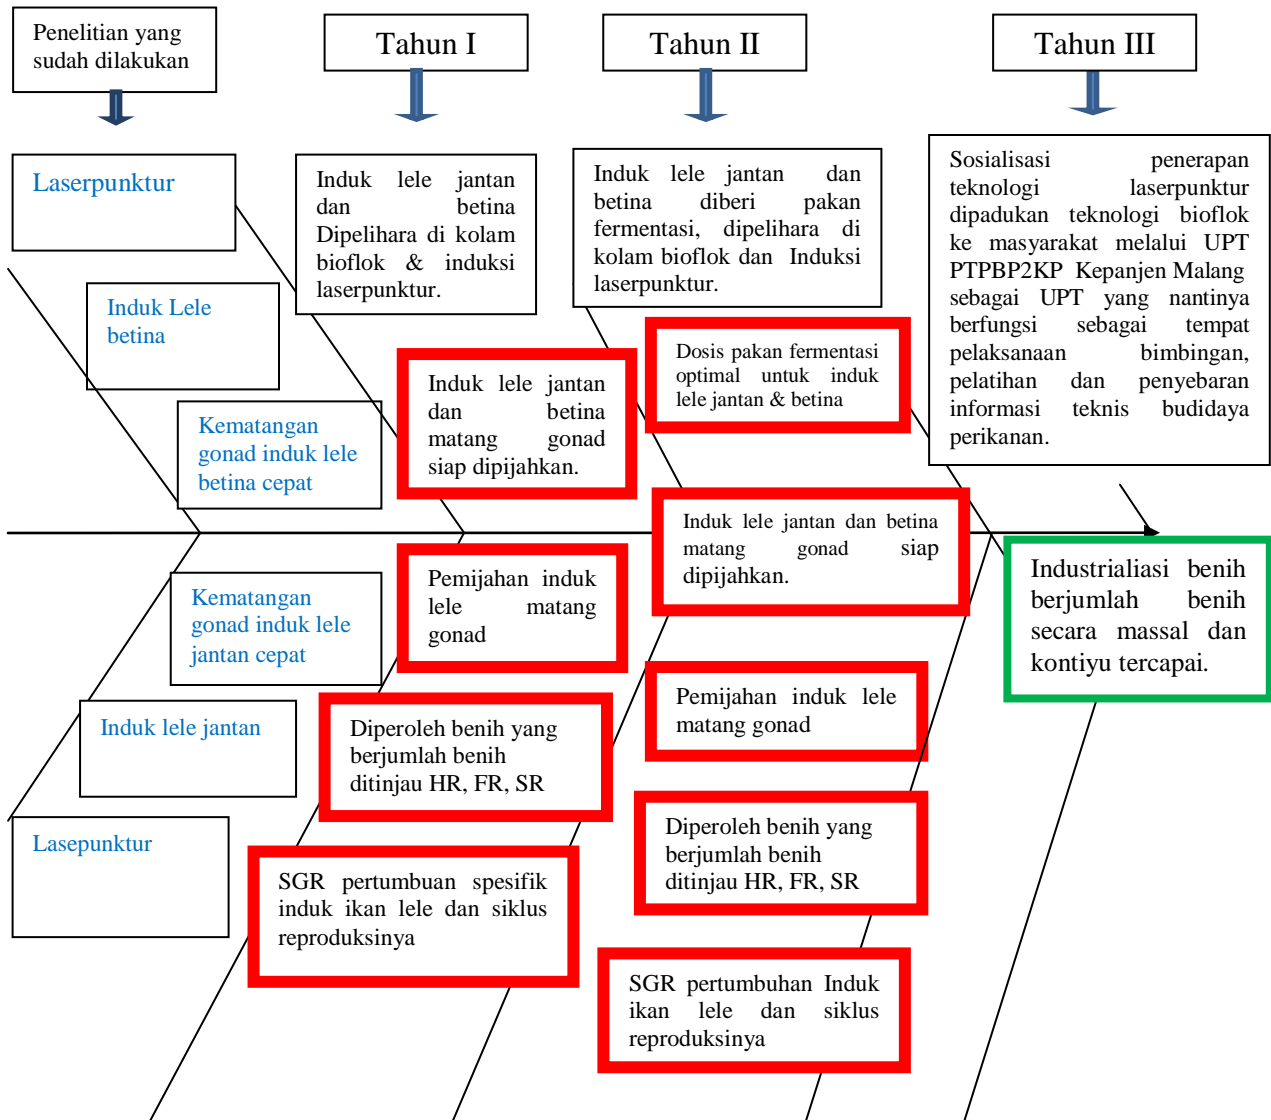 Penelitian yang
sudah dilakukan
Tahun I
Tahun II
Tahun III
Laserpunktur
Induk Lele
betina
Kematangan
gonad induk lele
betina cepat
Kematangan
gonad induk lele
jantan cepat
Induk lele jantan
Lasepunktur
Induk lele jantan
dan betina
Dipelihara di kolam
bioflok & induksi
laserpunktur.
Induk lele jantan
dan betina
matang gonad
siap dipijahkan.
Pemijahan induk
lele matang
gonad
Diperoleh benih yang
berjumlah benih
ditinjau HR, FR, SR
SGR pertumbuan spesifik
induk ikan lele dan siklus
reproduksinya
Induk lele jantan dan
betina diberi pakan
fermentasi, dipelihara di
kolam bioflok dan Induksi
laserpunktur.
Dosis pakan fermentasi
optimal untuk induk
lele jantan & betina
Induk lele jantan dan betina
matang gonad siap
dipijahkan.
Pemijahan induk lele
matang gonad
Diperoleh benih yang
berjumlah benih
ditinjau HR, FR, SR
SGR pertumbuhan Induk
ikan lele dan siklus
reproduksinya
Sosialisasi penerapan
teknologi laserpunktur
dipadukan teknologi bioflok
ke masyarakat melalui UPT
PTPBP2KP Kepanjen Malang
sebagai UPT yang nantinya
berfungsi sebagai tempat
pelaksanaan bimbingan,
pelatihan dan penyebaran
informasi teknis budidaya
perikanan.
Industrialiasi benih
berjumlah benih
secara massal dan
kontiyu tercapai.